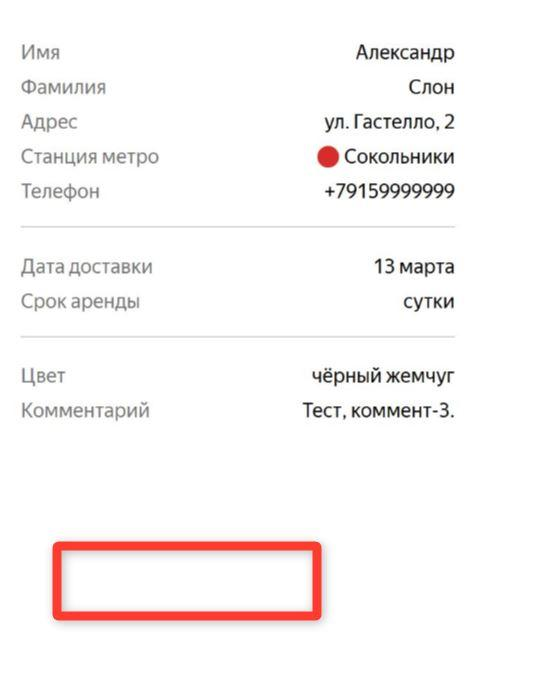 Имя Александр
Фамилия Слон
Адрес ул. Гастелло, 2
Станция метро Сокольники
Телефон +79159999999
Дата доставки 13 марта
Срок аренды сутки
Цвет чёрный жемчуг
Комментарий Тест, коммент-3.